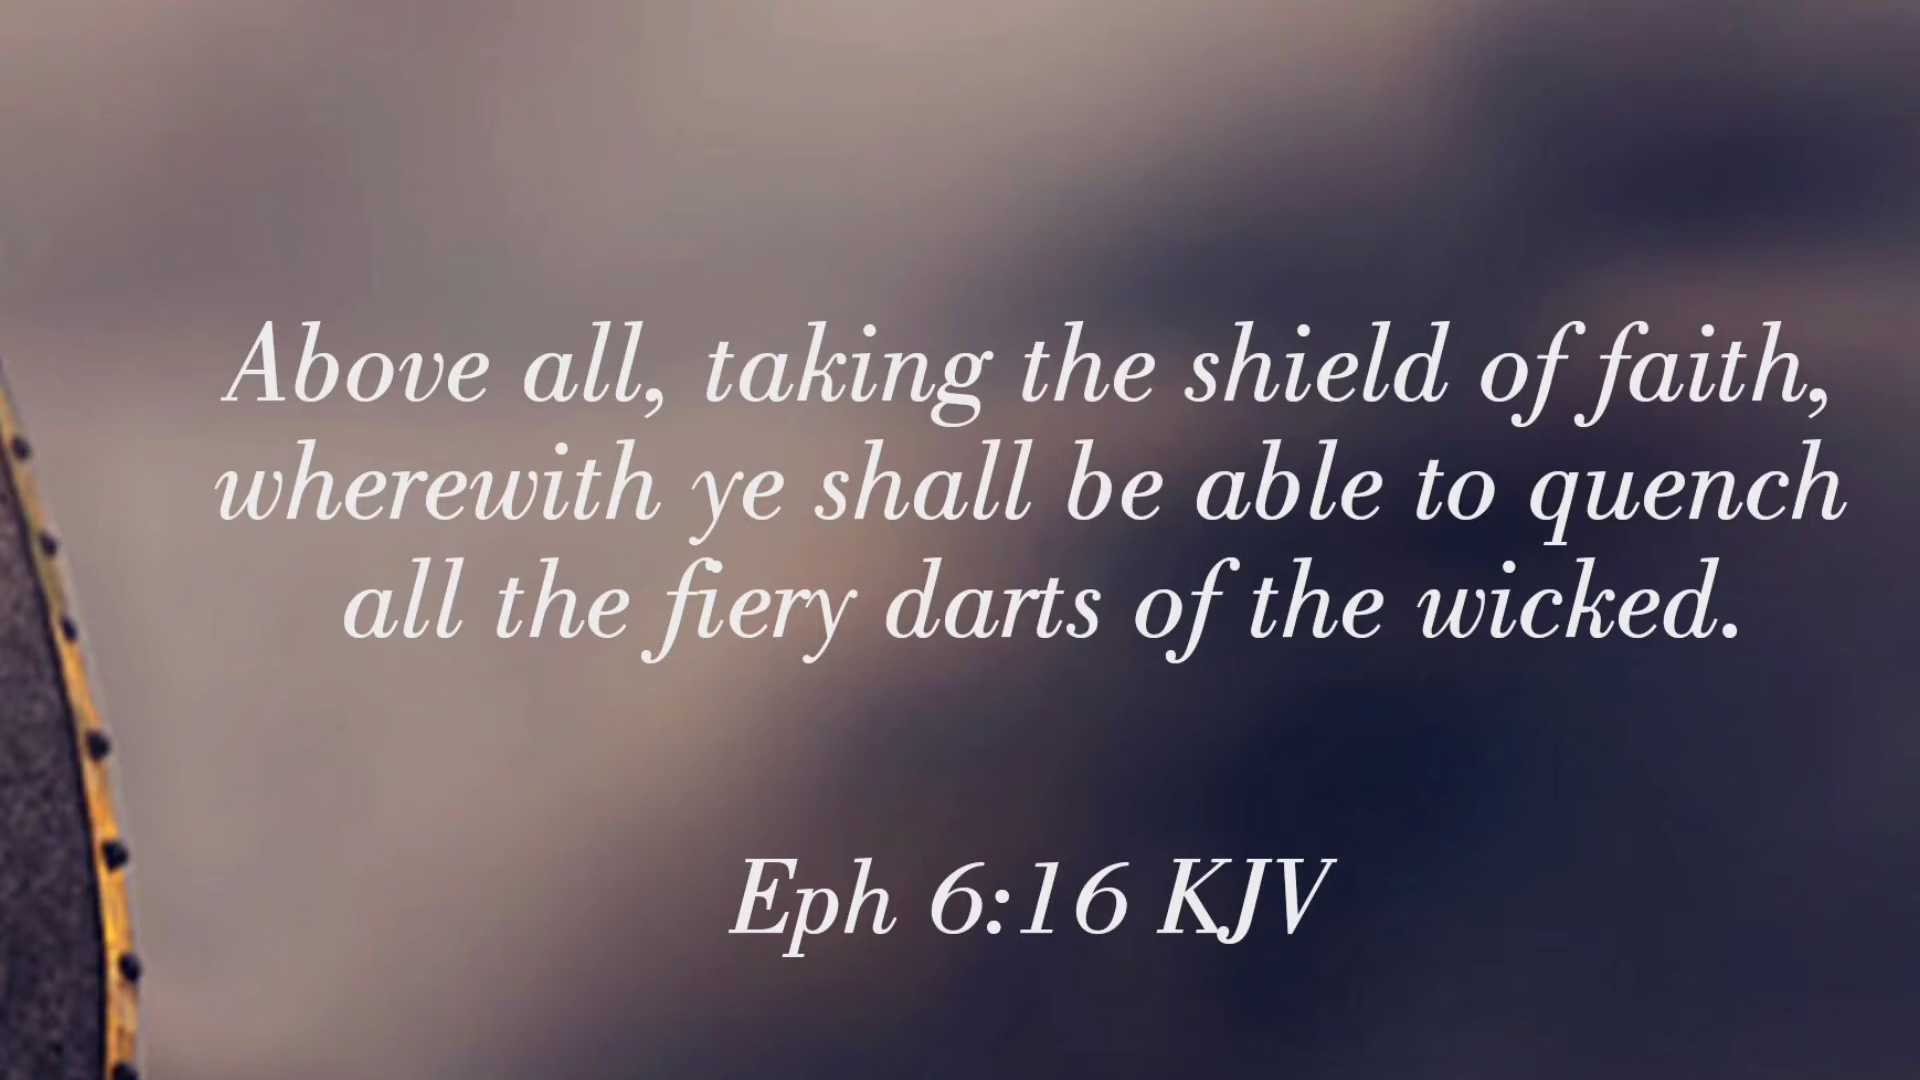 Above all, taking the shield of faith,
wherewith ye shall be able to quench
all the fiery darts of the wicked.
Eph 6:16 KJV